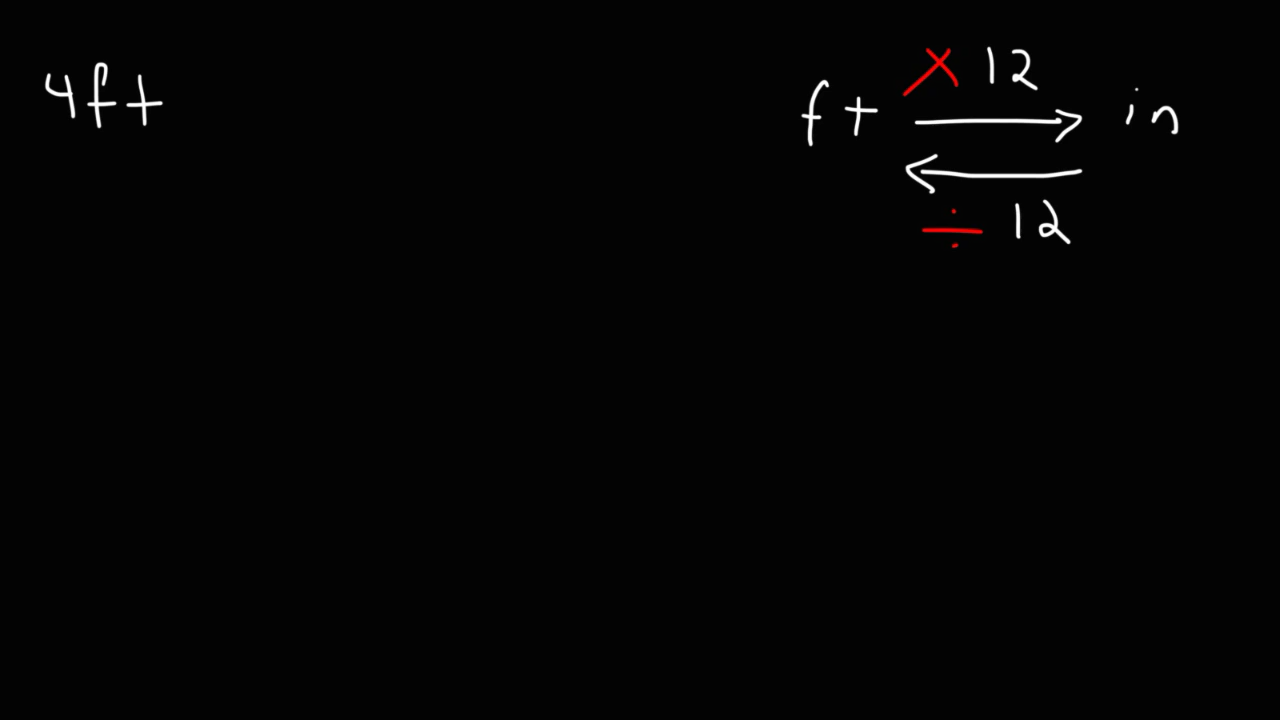 4ft
× 12
ft → in
←
÷ 12